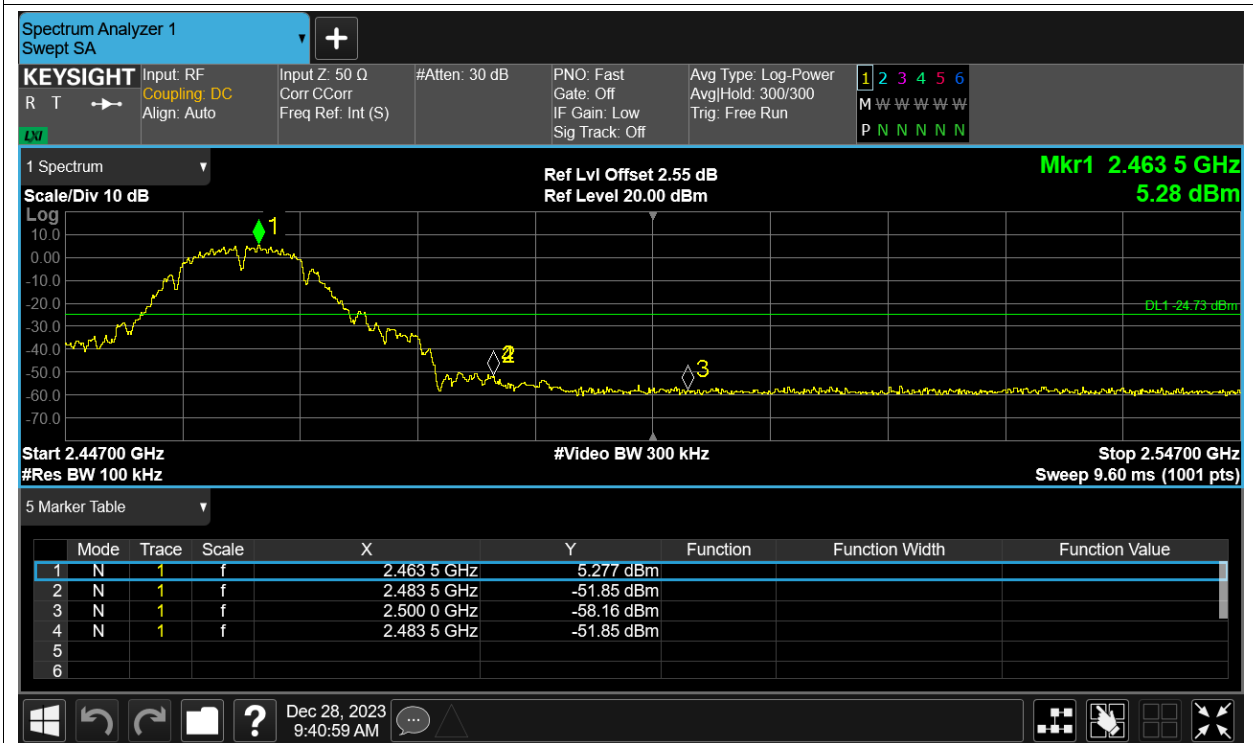 Spectrum Analyzer 1
Swept SA
+
KEYSIGHT Input: RF Input Z: 50 Ω #Atten: 30 dB PNO: Fast Avg Type: Log-Power 1 2 3 4 5 6
R T Coupling: DC Corr CCorr Gate: Off Avg|Hold: 300/300 M W W W W W W
Align: Auto Freq Ref: Int (S) IF Gain: Low Trig: Free Run
LXI Sig Track: Off P N N N N N N
1 Spectrum Ref Lvl Offset 2.55 dB Mkr1 2.463 5 GHz
Scale/Div 10 dB Ref Level 20.00 dBm 5.28 dBm
Log
1
10.0
0.00
-10.0
-20.0
DL1 -24.73 dBm
-30.0
-40.0
2
4
-50.0
3
-60.0
-70.0
Start 2.44700 GHz #Video BW 300 kHz Stop 2.54700 GHz
#Res BW 100 kHz Sweep 9.60 ms (1001 pts)
5 Marker Table
Mode Trace Scale X Y Function Function Width Function Value
1 N 1 f 2.463 5 GHz 5.277 dBm
2 N 1 f 2.483 5 GHz -51.85 dBm
3 N 1 f 2.500 0 GHz -58.16 dBm
4 N 1 f 2.483 5 GHz -51.85 dBm
5
6
? Dec 28, 2023
9:40:59 AM